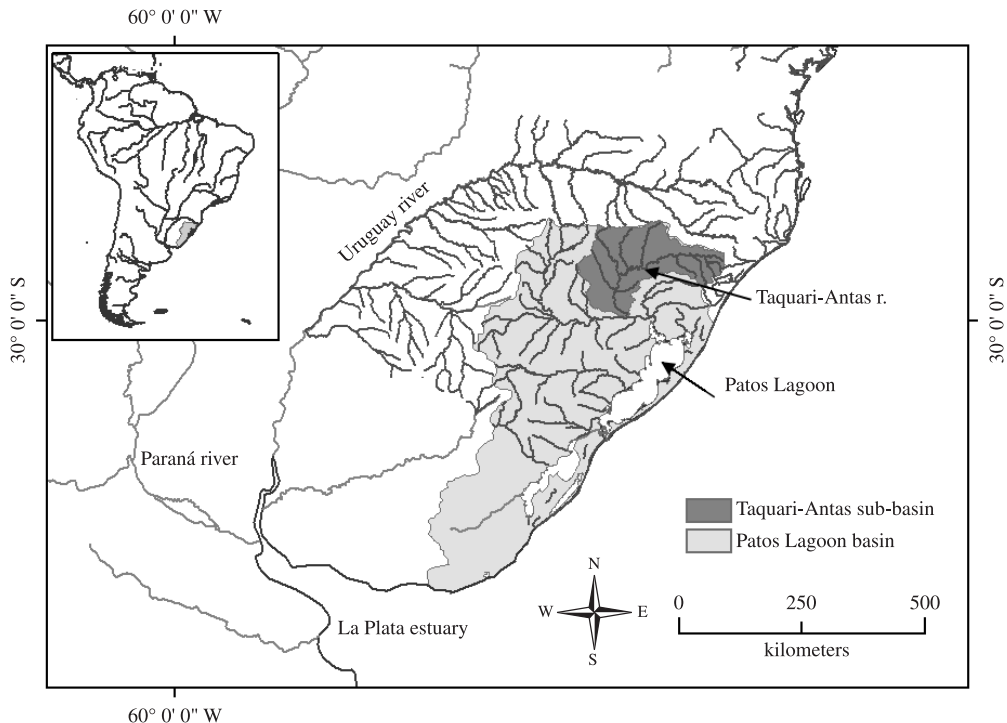 60° 0' 0" W
Uruguay river
30° 0' 0" S
30° 0' 0" S
Taquari-Antas r.
Patos Lagoon
Paraná river
Taquari-Antas sub-basin
Patos Lagoon basin
N
W
E
S
0
250
500
kilometers
La Plata estuary
60° 0' 0" W